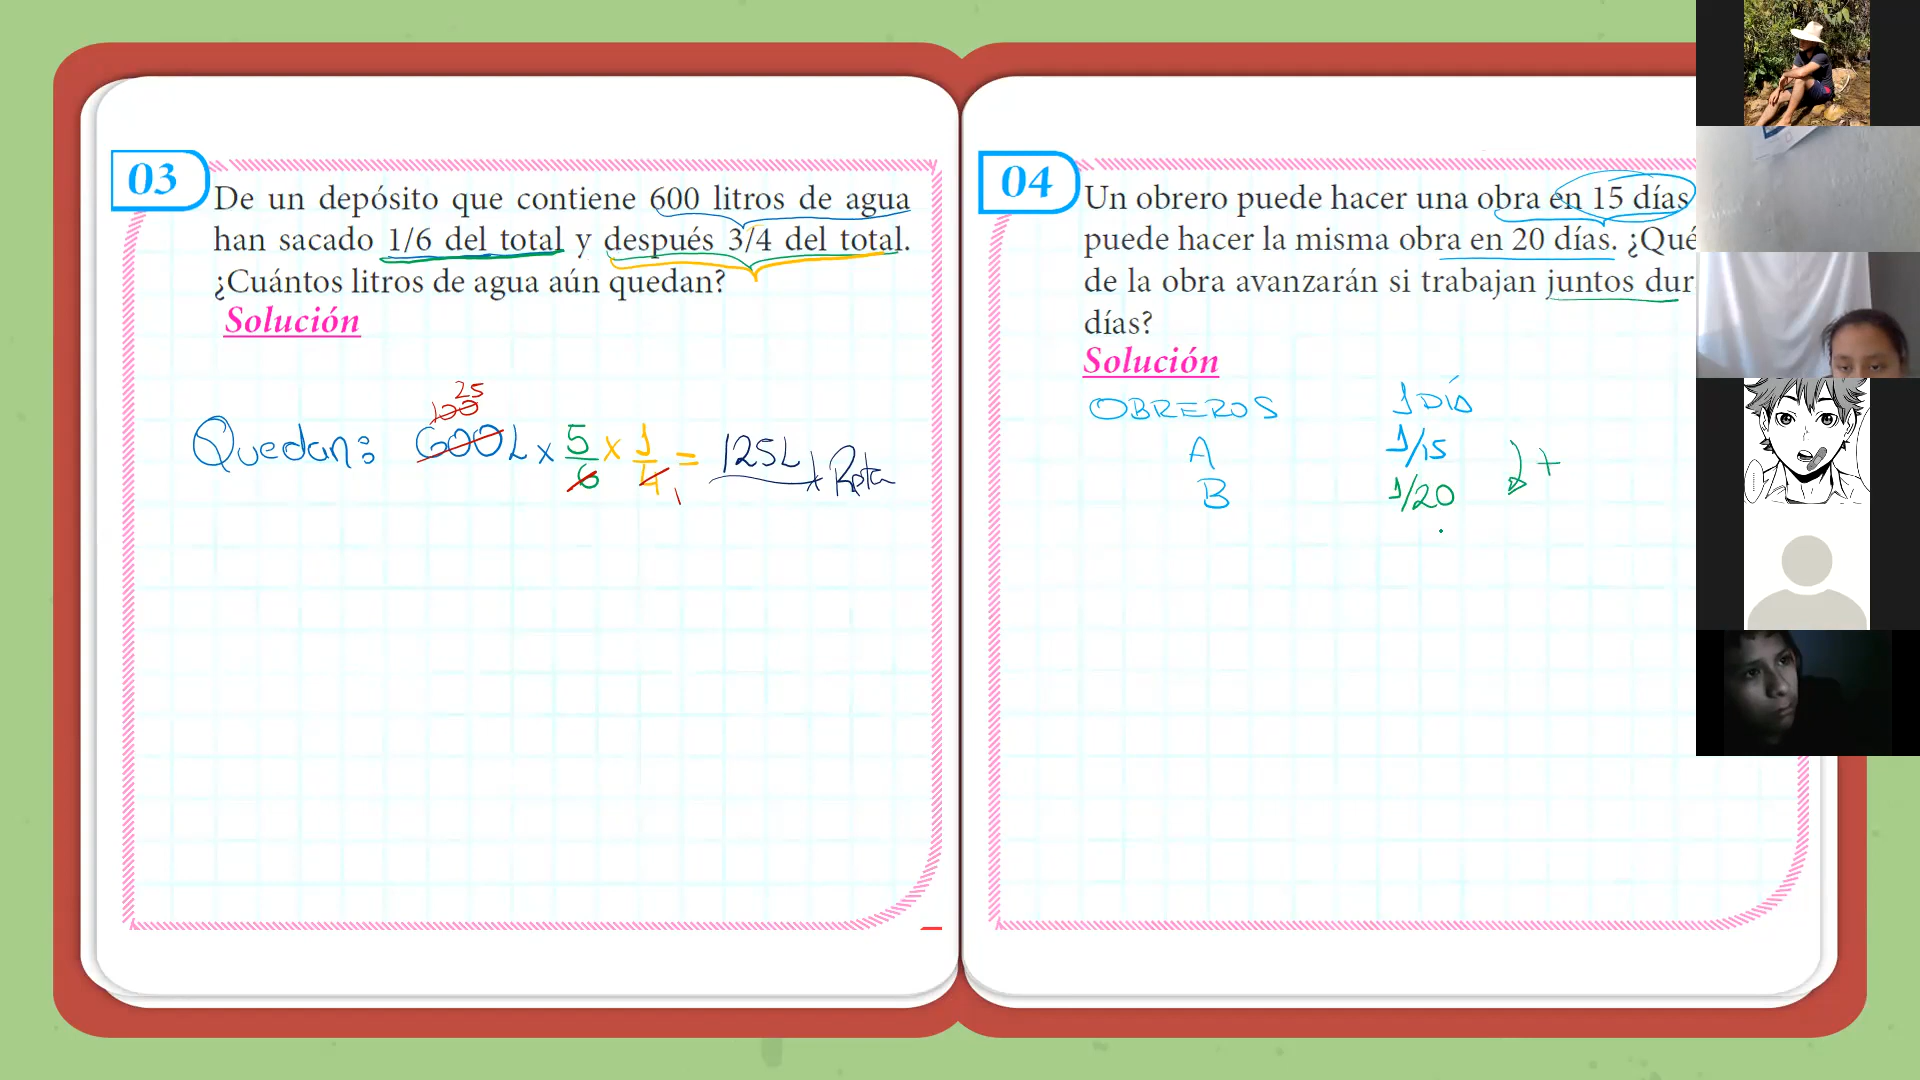 03
De un depósito que contiene 600 litros de agua
han sacado 1/6 del total y después 3/4 del total.
¿Cuántos litros de agua aún quedan?
Solución
25
100
Quedan: 600L x 5/6 x 1/4 = 125L Rpta
1
04
Un obrero puede hacer una obra en 15 días
puede hacer la misma obra en 20 días. ¿Qué
de la obra avanzarán si trabajan juntos dur
días?
Solución
OBREROS 1 DÍA
A 1/15
B 1/20
+